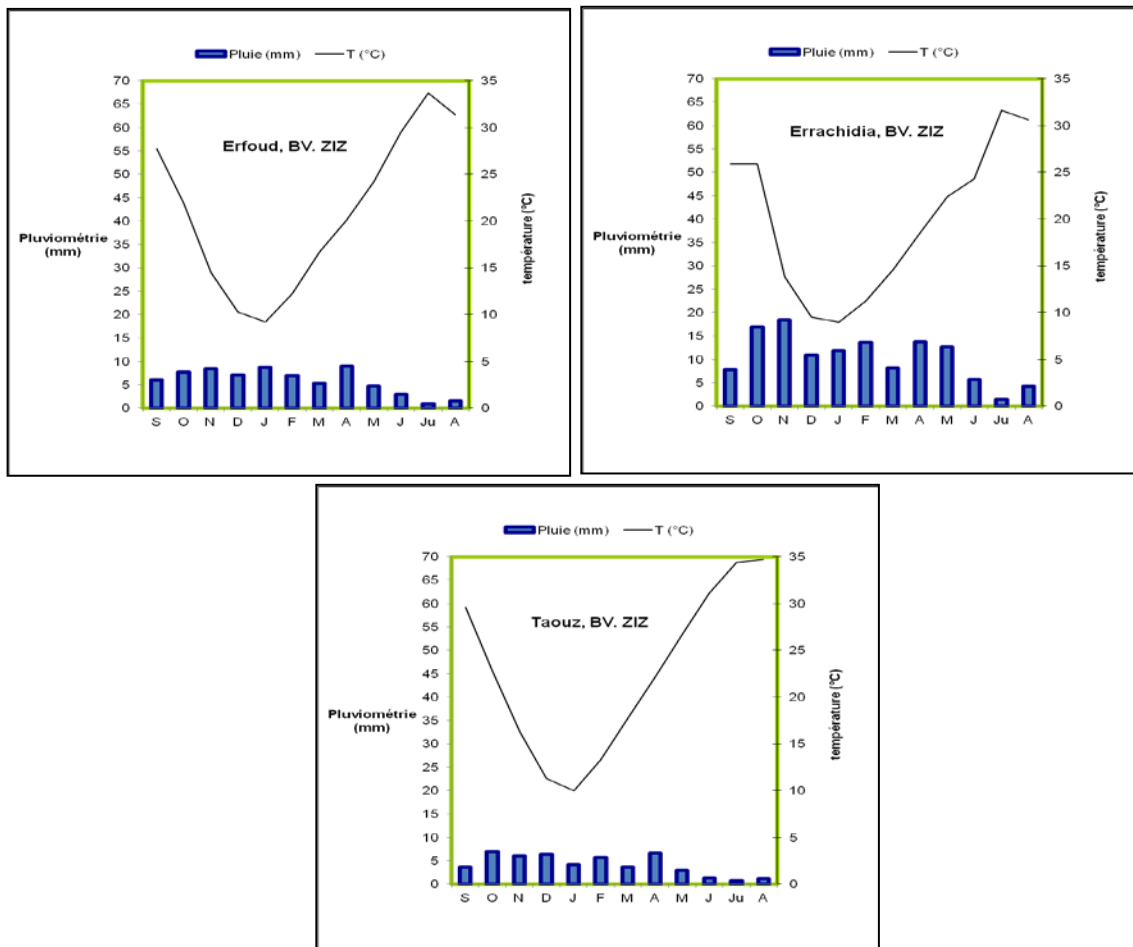 Pluie (mm) T (°C)
70 35
65
60 30
55
50 25
45
40 20
35
30 15
25
20 10
15
10 5
5
0 0
Erfoud, BV. ZIZ
Pluviométrie
(mm)
température (°C)
S O N D J F M A M J Ju A
Pluie (mm) T (°C)
70 35
65
60 30
55
50 25
45
40 20
35
30 15
25
20 10
15
10 5
5
0 0
Errachidia, BV. ZIZ
Pluviométrie
(mm)
température (°C)
S O N D J F M A M J Ju A
Pluie (mm) T (°C)
70 35
65
60 30
55
50 25
45
40 20
35
30 15
25
20 10
15
10 5
5
0 0
Taouz, BV. ZIZ
Pluviométrie
(mm)
température (°C)
S O N D J F M A M J Ju A